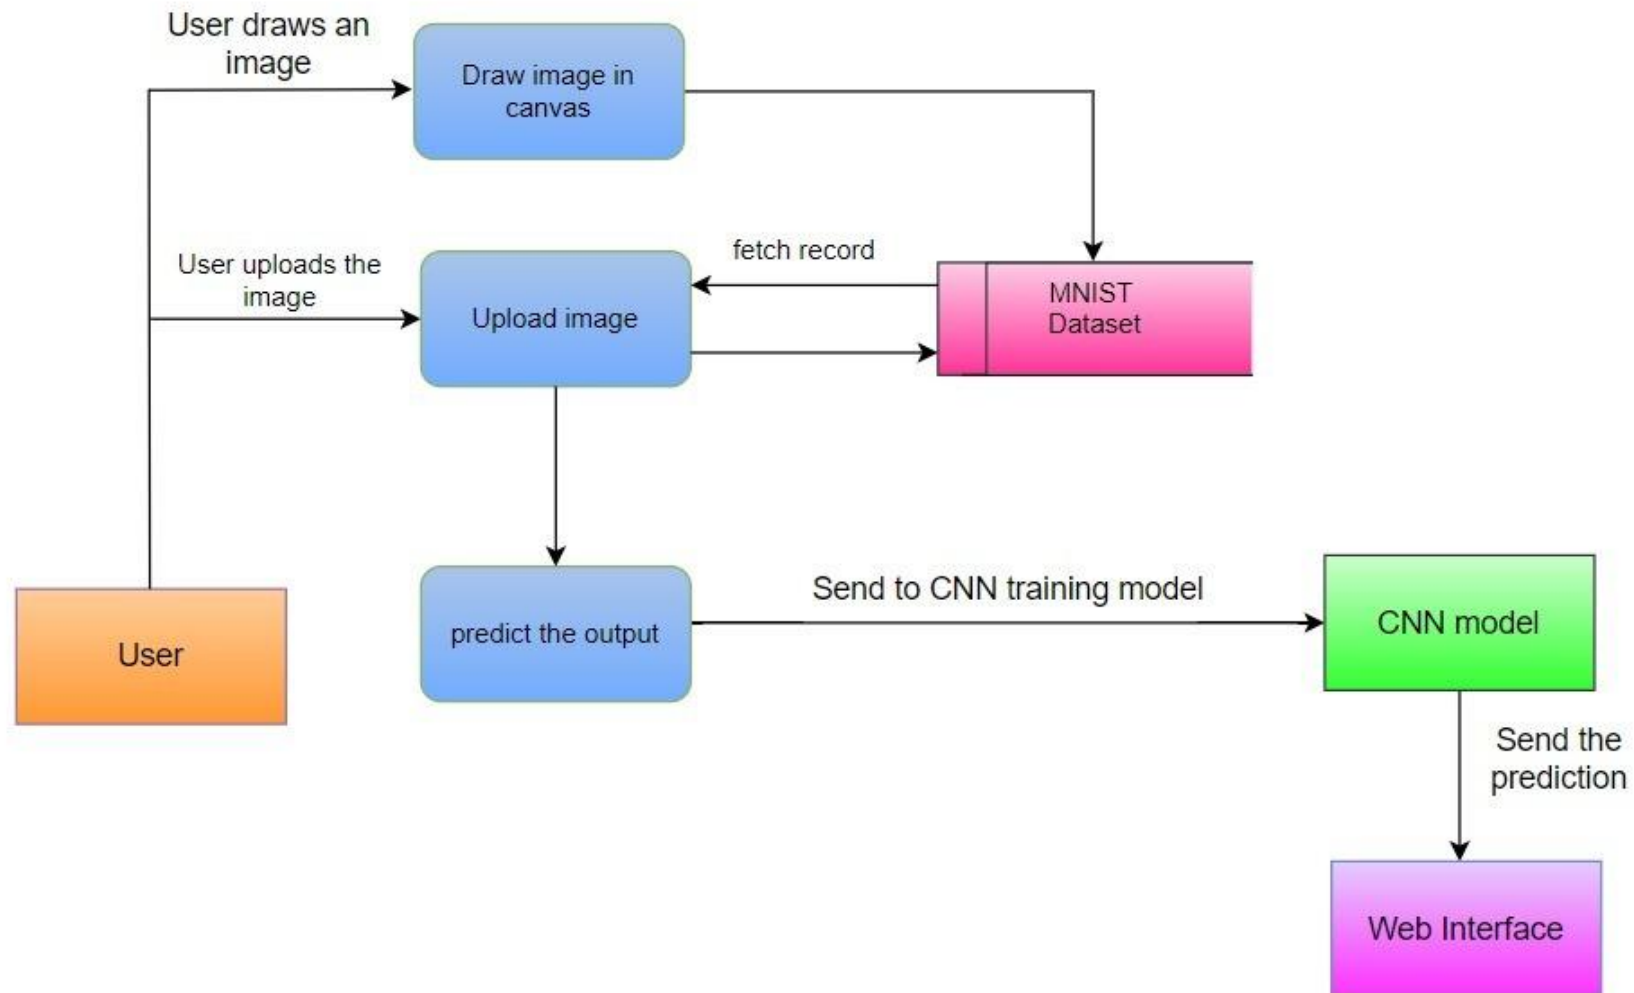 User draws an
image
Draw image in
canvas
User uploads the
image
Upload image
fetch record
MNIST
Dataset
User
predict the output
Send to CNN training model
CNN model
Send the
prediction
Web Interface